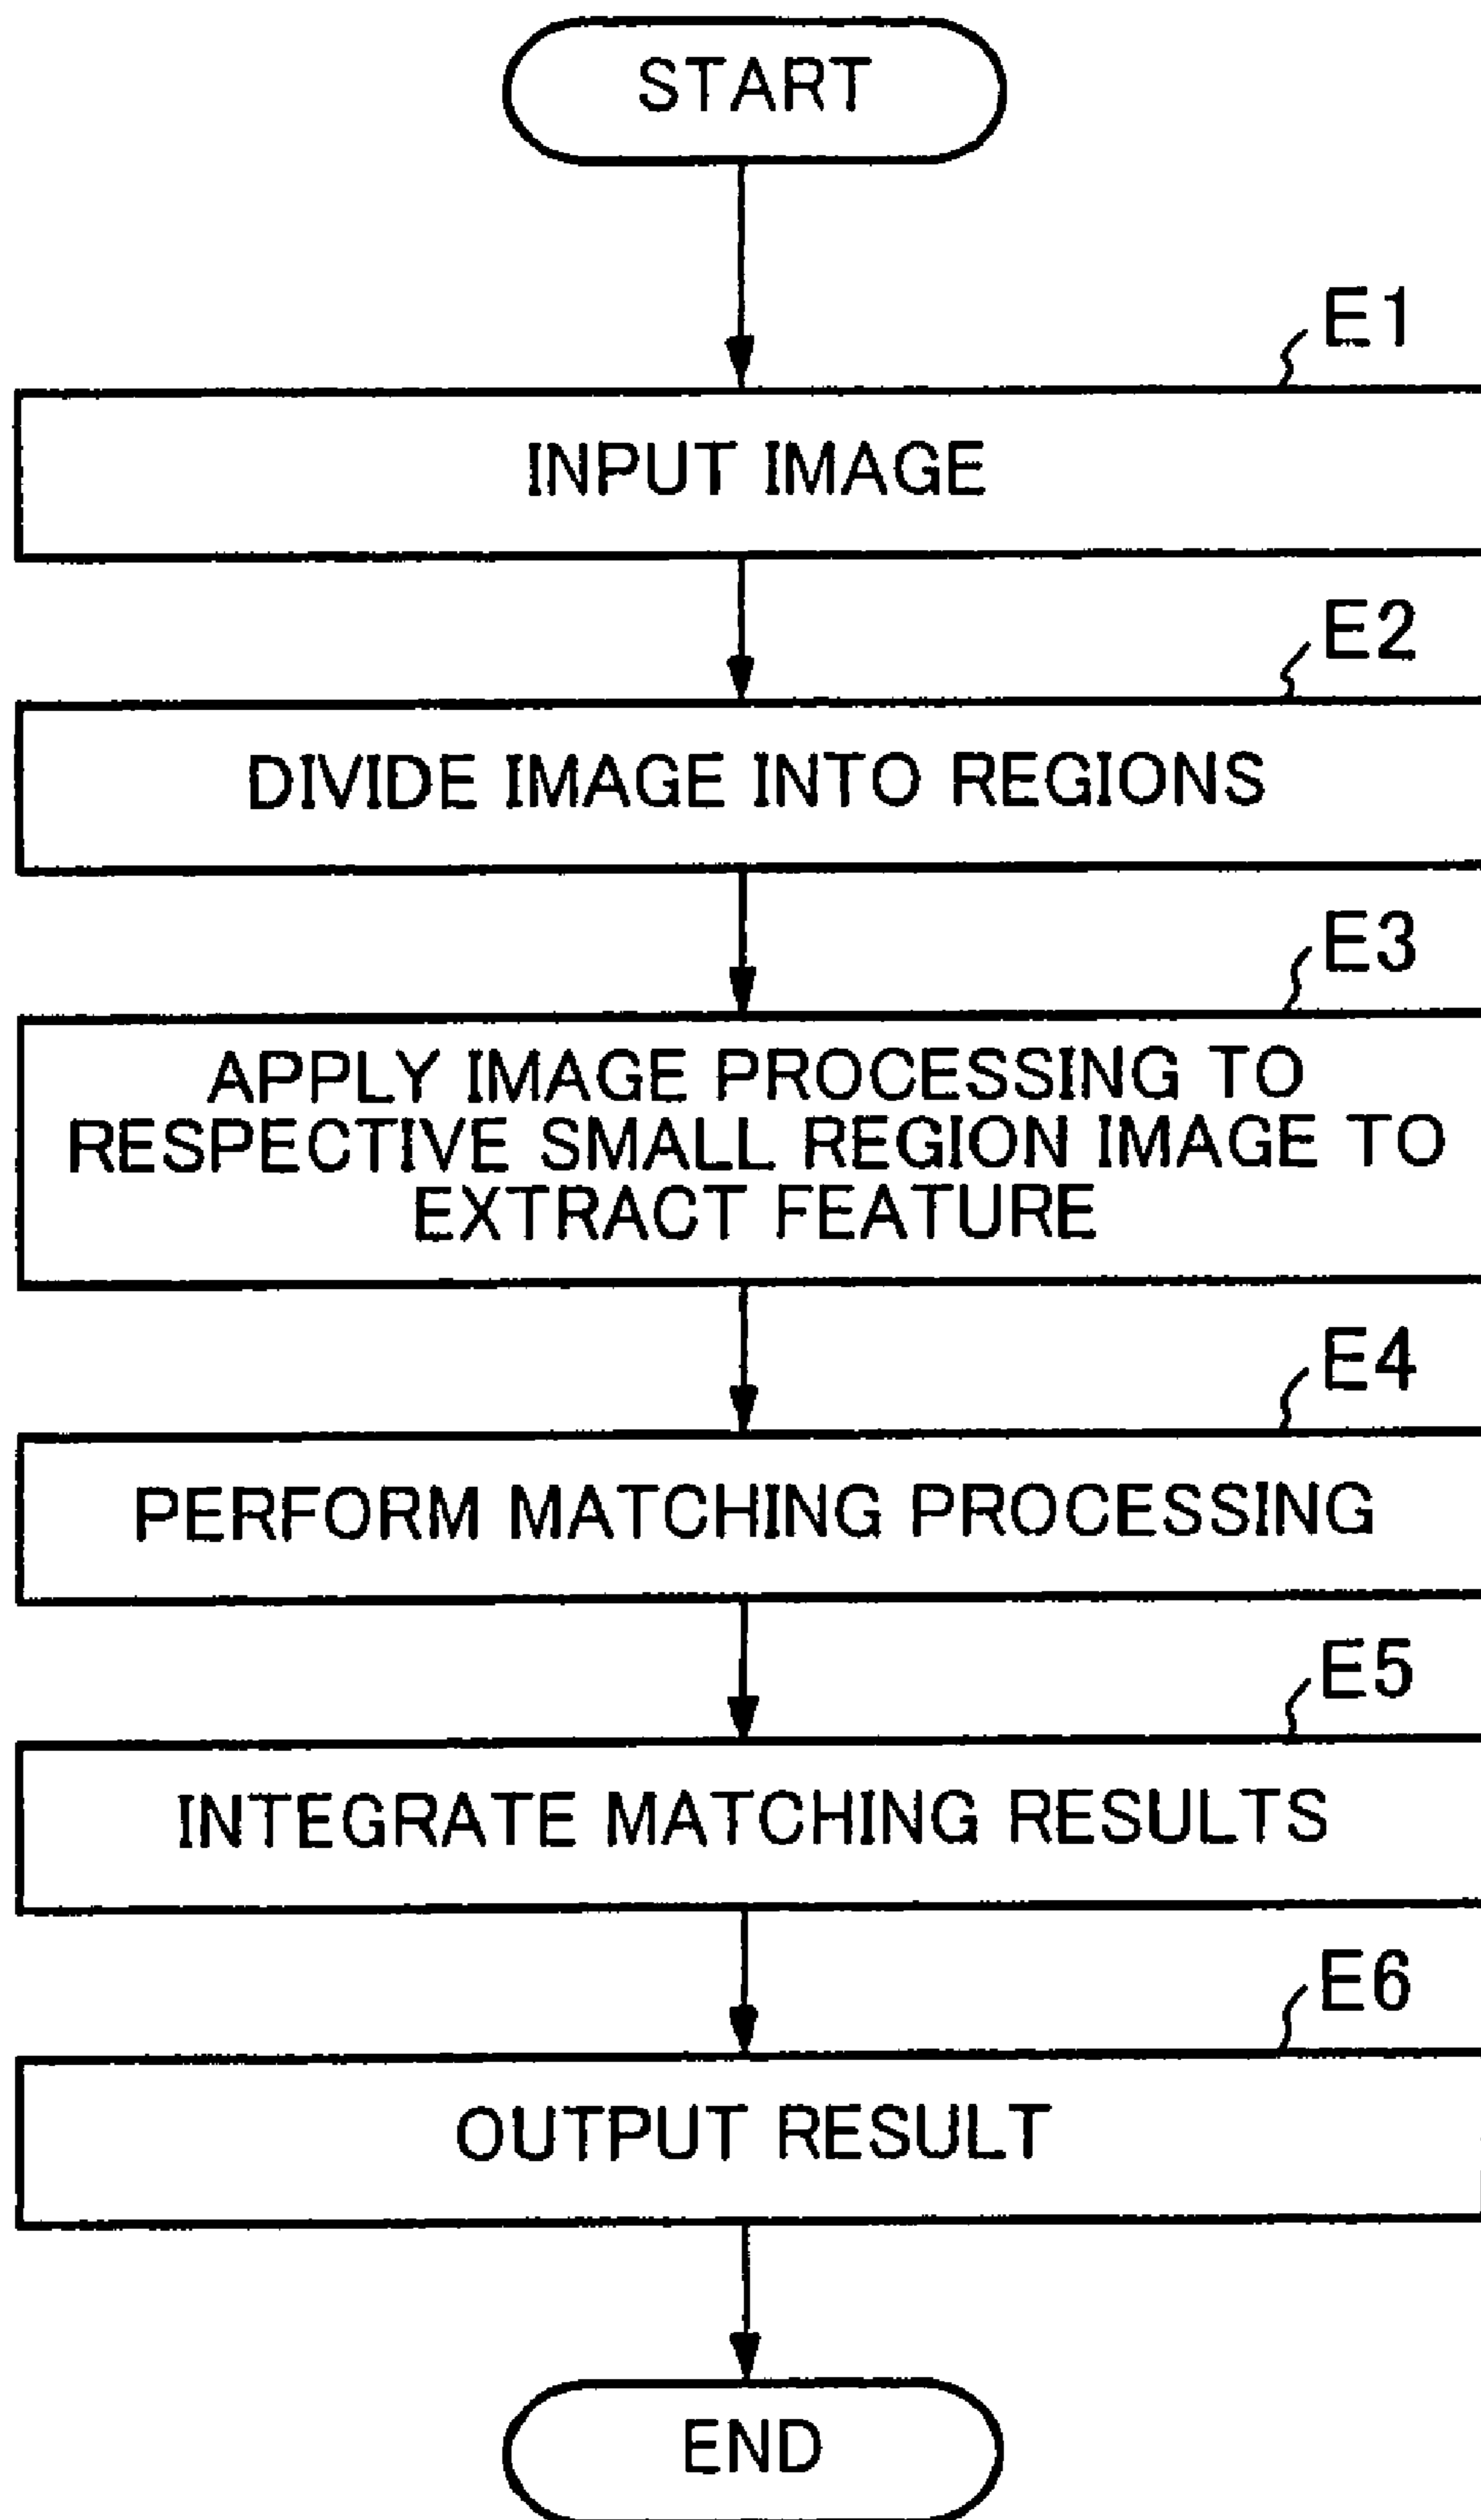 START
E1
INPUT IMAGE
E2
DIVIDE IMAGE INTO REGIONS
E3
APPLY IMAGE PROCESSING TO
RESPECTIVE SMALL REGION IMAGE TO
EXTRACT FEATURE
E4
PERFORM MATCHING PROCESSING
E5
INTEGRATE MATCHING RESULTS
E6
OUTPUT RESULT
END